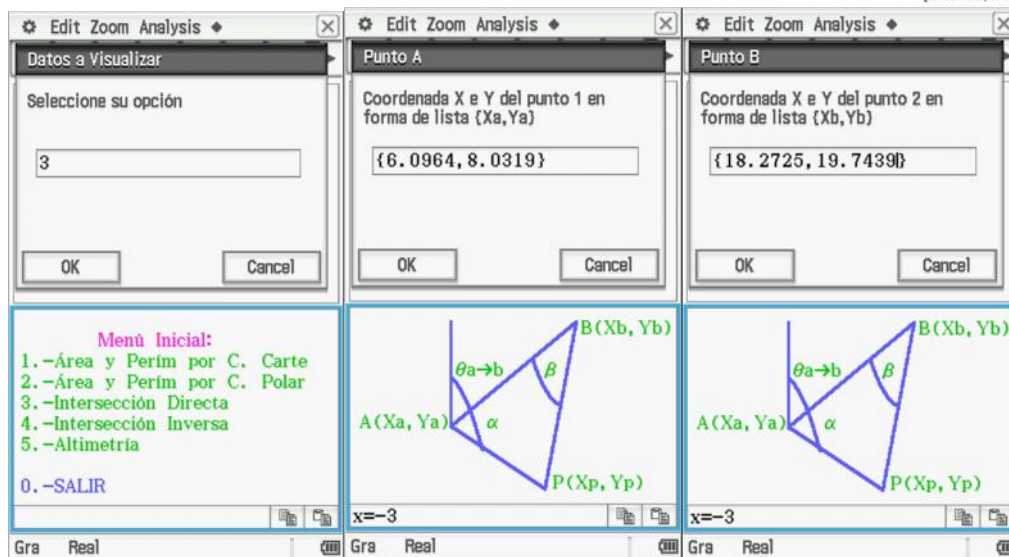 Edit Zoom Analysis
Datos a Visualizar
Seleccione su opción
3
OK
Cancel
Menú Inicial:
1.-Área y Perím por C. Carte
2.-Área y Perím por C. Polar
3.-Intersección Directa
4.-Intersección Inversa
5.-Altimetría
0.-SALIR
Gra Real
Edit Zoom Analysis
Punto A
Coordenada X e Y del punto 1 en
forma de lista {Xa,Ya}
{6.0964,8.0319}
OK
Cancel
B(Xb, Yb)
θa→b
β
A(Xa, Ya)
α
P(Xp, Yp)
x=-3
Gra Real
Edit Zoom Analysis
Punto B
Coordenada X e Y del punto 2 en
forma de lista {Xb,Yb}
{18.2725,19.7439}
OK
Cancel
B(Xb, Yb)
θa→b
β
A(Xa, Ya)
α
P(Xp, Yp)
x=-3
Gra Real